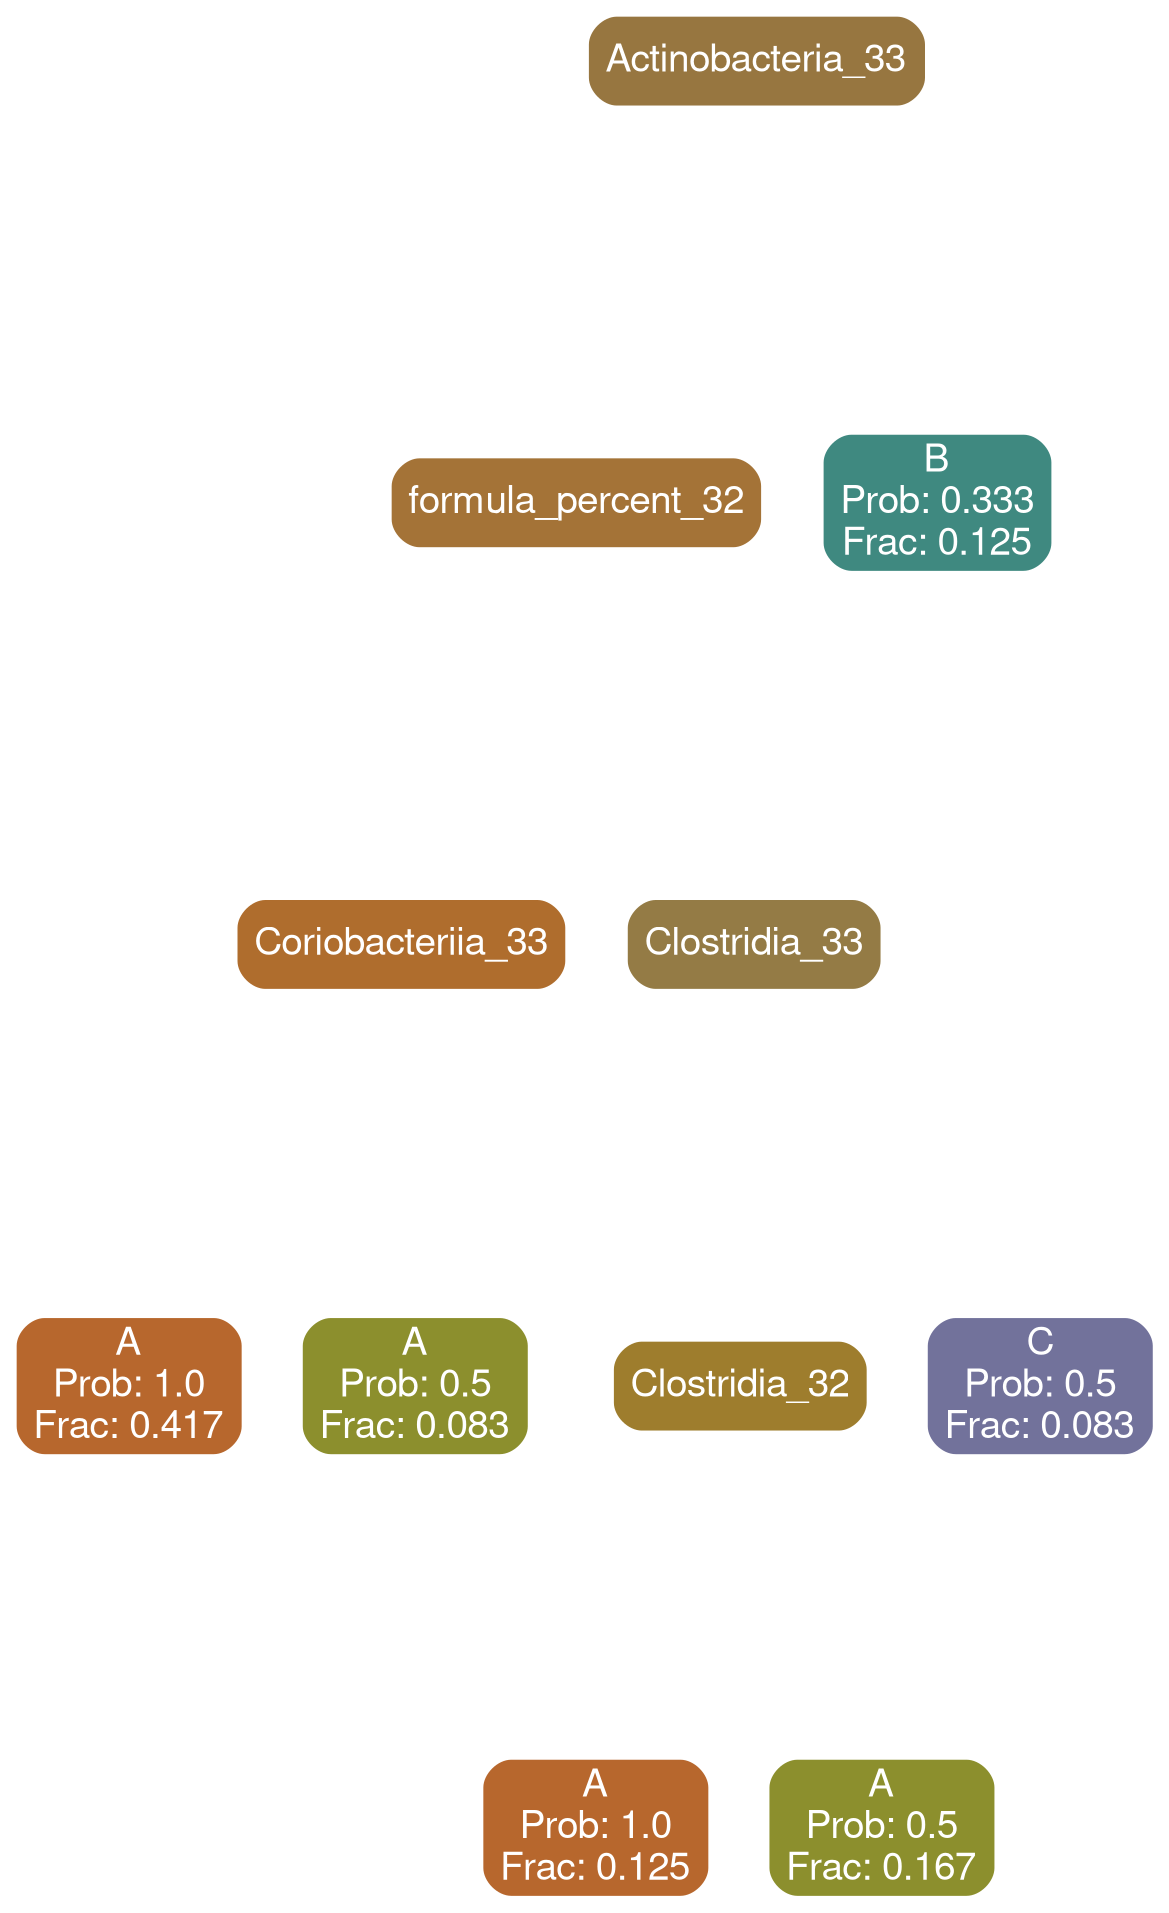 Actinobacteria_33
formula_percent_32
B
Prob: 0.333
Frac: 0.125
Coriobacteriia_33
Clostridia_33
A
Prob: 1.0
Frac: 0.417
A
Prob: 0.5
Frac: 0.083
Clostridia_32
C
Prob: 0.5
Frac: 0.083
A
Prob: 1.0
Frac: 0.125
A
Prob: 0.5
Frac: 0.167